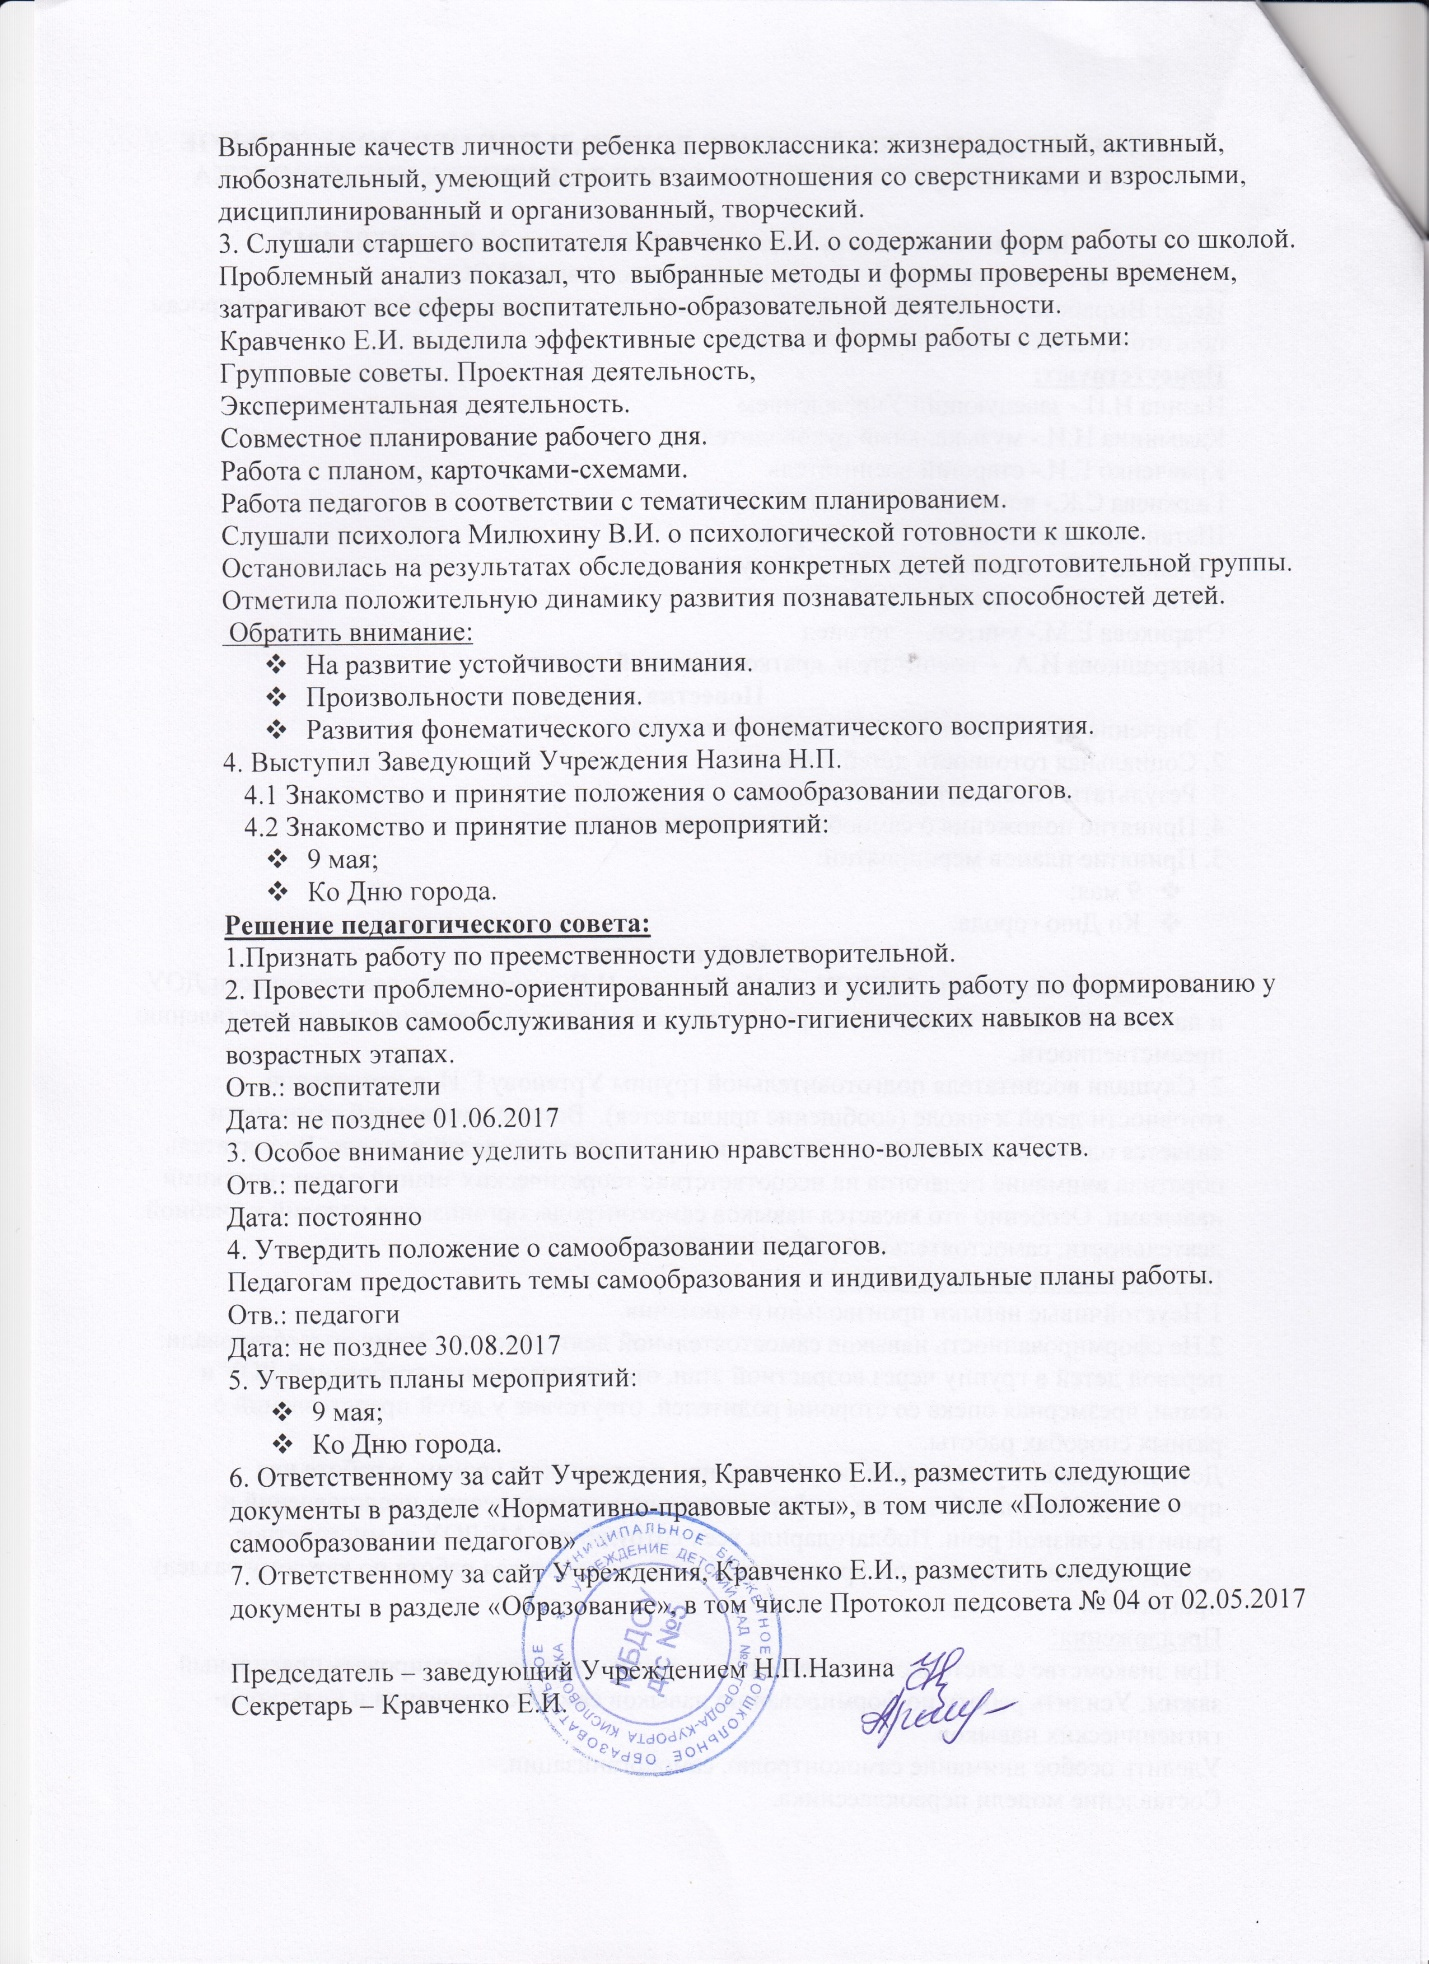 Выбранные качеств личности ребенка первоклассника: жизнерадостный, активный,
любознательный, умеющий строить взаимоотношения со сверстниками и взрослыми,
дисциплинированный и организованный, творческий.
3. Слушали старшего воспитателя Кравченко Е.И. о содержании форм работы со школой.
Проблемный анализ показал, что выбранные методы и формы проверены временем,
затрагивают все сферы воспитательно-образовательной деятельности.
Кравченко Е.И. выделила эффективные средства и формы работы с детьми:
Групповые советы. Проектная деятельность,
Экспериментальная деятельность.
Совместное планирование рабочего дня.
Работа с планом, карточками-схемами.
Работа педагогов в соответствии с тематическим планированием.
Слушали психолога Милюхину В.И. о психологической готовности к школе.
Остановилась на результатах обследования конкретных детей подготовительной группы.
Отметила положительную динамику развития познавательных способностей детей.
Обратить внимание:
❖ На развитие устойчивости внимания.
❖ Произвольности поведения.
❖ Развития фонематического слуха и фонематического восприятия.
4. Выступил Заведующий Учреждения Назина Н.П.
4.1 Знакомство и принятие положения о самообразовании педагогов.
4.2 Знакомство и принятие планов мероприятий:
❖ 9 мая;
❖ Ко Дню города.
Решение педагогического совета:
1.Признать работу по преемственности удовлетворительной.
2. Провести проблемно-ориентированный анализ и усилить работу по формированию у
детей навыков самообслуживания и культурно-гигиенических навыков на всех
возрастных этапах.
Отв.: воспитатели
Дата: не позднее 01.06.2017
3. Особое внимание уделить воспитанию нравственно-волевых качеств.
Отв.: педагоги
Дата: постоянно
4. Утвердить положение о самообразовании педагогов.
Педагогам предоставить темы самообразования и индивидуальные планы работы.
Отв.: педагоги
Дата: не позднее 30.08.2017
5. Утвердить планы мероприятий:
❖ 9 мая;
❖ Ко Дню города.
6. Ответственному за сайт Учреждения, Кравченко Е.И., разместить следующие
документы в разделе «Нормативно-правовые акты», в том числе «Положение о
самообразовании педагогов»
7. Ответственному за сайт Учреждения, Кравченко Е.И., разместить следующие
документы в разделе «Образование», в том числе Протокол педсовета № 04 от 02.05.2017
Председатель – заведующий Учреждением Н.П.Назина
Секретарь – Кравченко Е.И.
МУНИЦИПАЛЬНОЕ БЮДЖЕТНОЕ ДОШКОЛЬНОЕ ОБРАЗОВАТЕЛЬНОЕ
УЧРЕЖДЕНИЕ ДЕТСКИЙ САД №5 ГОРОДА-КУРОРТА КИСЛОВОДСКА
МБДОУ
д/с №5